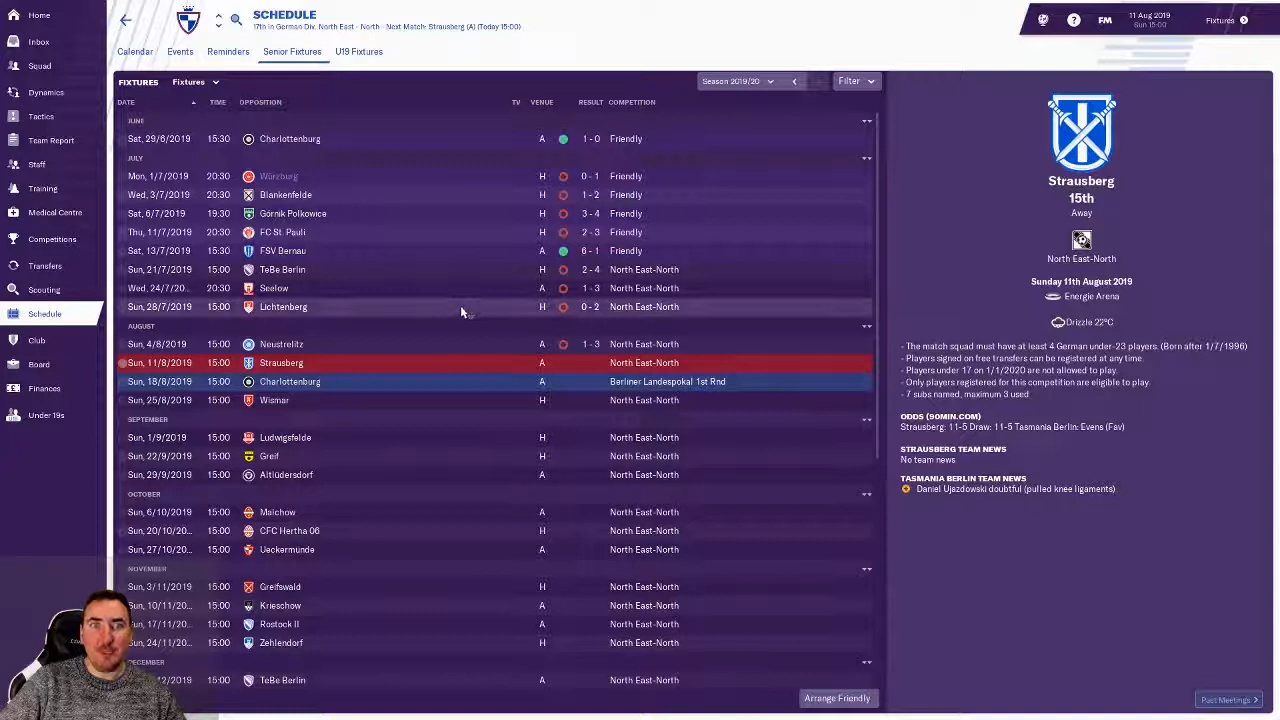 Home
Inbox
Squad
Dynamics
Tactics
Team Report
Staff
Training
Medical Centre
Competitions
Transfers
Scouting
Schedule
Club
Board
Finances
Under 19s
SCHEDULE
17th in German Div. North East - North - Next Match: Strausberg (A) (Today 15:00)
FM
11 Aug 2019
Sun 15:00
Fixtures
Calendar Events Reminders Senior Fixtures U19 Fixtures
FIXTURES Fixtures Season 2019/20 Filter
DATE TIME OPPOSITION TV VENUE RESULT COMPETITION
JUNE
Sat, 29/6/2019 15:30 Charlottenburg A 1 - 0 Friendly
JULY
Mon, 1/7/2019 20:30 Würzburg H 0 - 1 Friendly
Wed, 3/7/2019 20:30 Blankenfelde H 1 - 2 Friendly
Sat, 6/7/2019 19:30 Górnik Polkowice H 3 - 4 Friendly
Thu, 11/7/2019 20:30 FC St. Pauli H 2 - 3 Friendly
Sat, 13/7/2019 15:30 FSV Bernau A 6 - 1 Friendly
Sun, 21/7/2019 15:00 TeBe Berlin H 2 - 4 North East-North
Wed, 24/7/20... 20:30 Seelow A 1 - 3 North East-North
Sun, 28/7/2019 15:00 Lichtenberg H 0 - 2 North East-North
AUGUST
Sun, 4/8/2019 15:00 Neustrelitz A 1 - 3 North East-North
Sun, 11/8/2019 15:00 Strausberg A North East-North
Sun, 18/8/2019 15:00 Charlottenburg A Berliner Landespokal 1st Rnd
Sun, 25/8/2019 15:00 Wismar H North East-North
SEPTEMBER
Sun, 1/9/2019 15:00 Ludwigsfelde H North East-North
Sun, 22/9/2019 15:00 Greif H North East-North
Sun, 29/9/2019 15:00 Altlüdersdorf A North East-North
OCTOBER
Sun, 6/10/2019 15:00 Malchow A North East-North
Sun, 20/10/20... 15:00 CFC Hertha 06 H North East-North
Sun, 27/10/20... 15:00 Ueckermünde A North East-North
NOVEMBER
Sun, 3/11/2019 15:00 Greifswald H North East-North
Sun, 10/11/20... 15:00 Krieschow A North East-North
Sun, 17/11/20... 15:00 Rostock II A North East-North
Sun, 24/11/20... 15:00 Zehlendorf H North East-North
DECEMBER
12/2019 15:00 TeBe Berlin A North East-North
Arrange Friendly
Strausberg
15th
Away
North East-North
Sunday 11th August 2019
Energie Arena
Drizzle 22°C
- The match squad must have at least 4 German under-23 players. (Born after 1/7/1996)
- Players signed on free transfers can be registered at any time.
- Players under 17 on 1/1/2020 are not allowed to play.
- Only players registered for this competition are eligible to play.
- 7 subs named, maximum 3 used
ODDS (90MIN.COM)
Strausberg: 11-5 Draw: 11-5 Tasmania Berlin: Evens (Fav)
STRAUSBERG TEAM NEWS
No team news
TASMANIA BERLIN TEAM NEWS
Daniel Ujazdowski doubtful (pulled knee ligaments)
Past Meetings